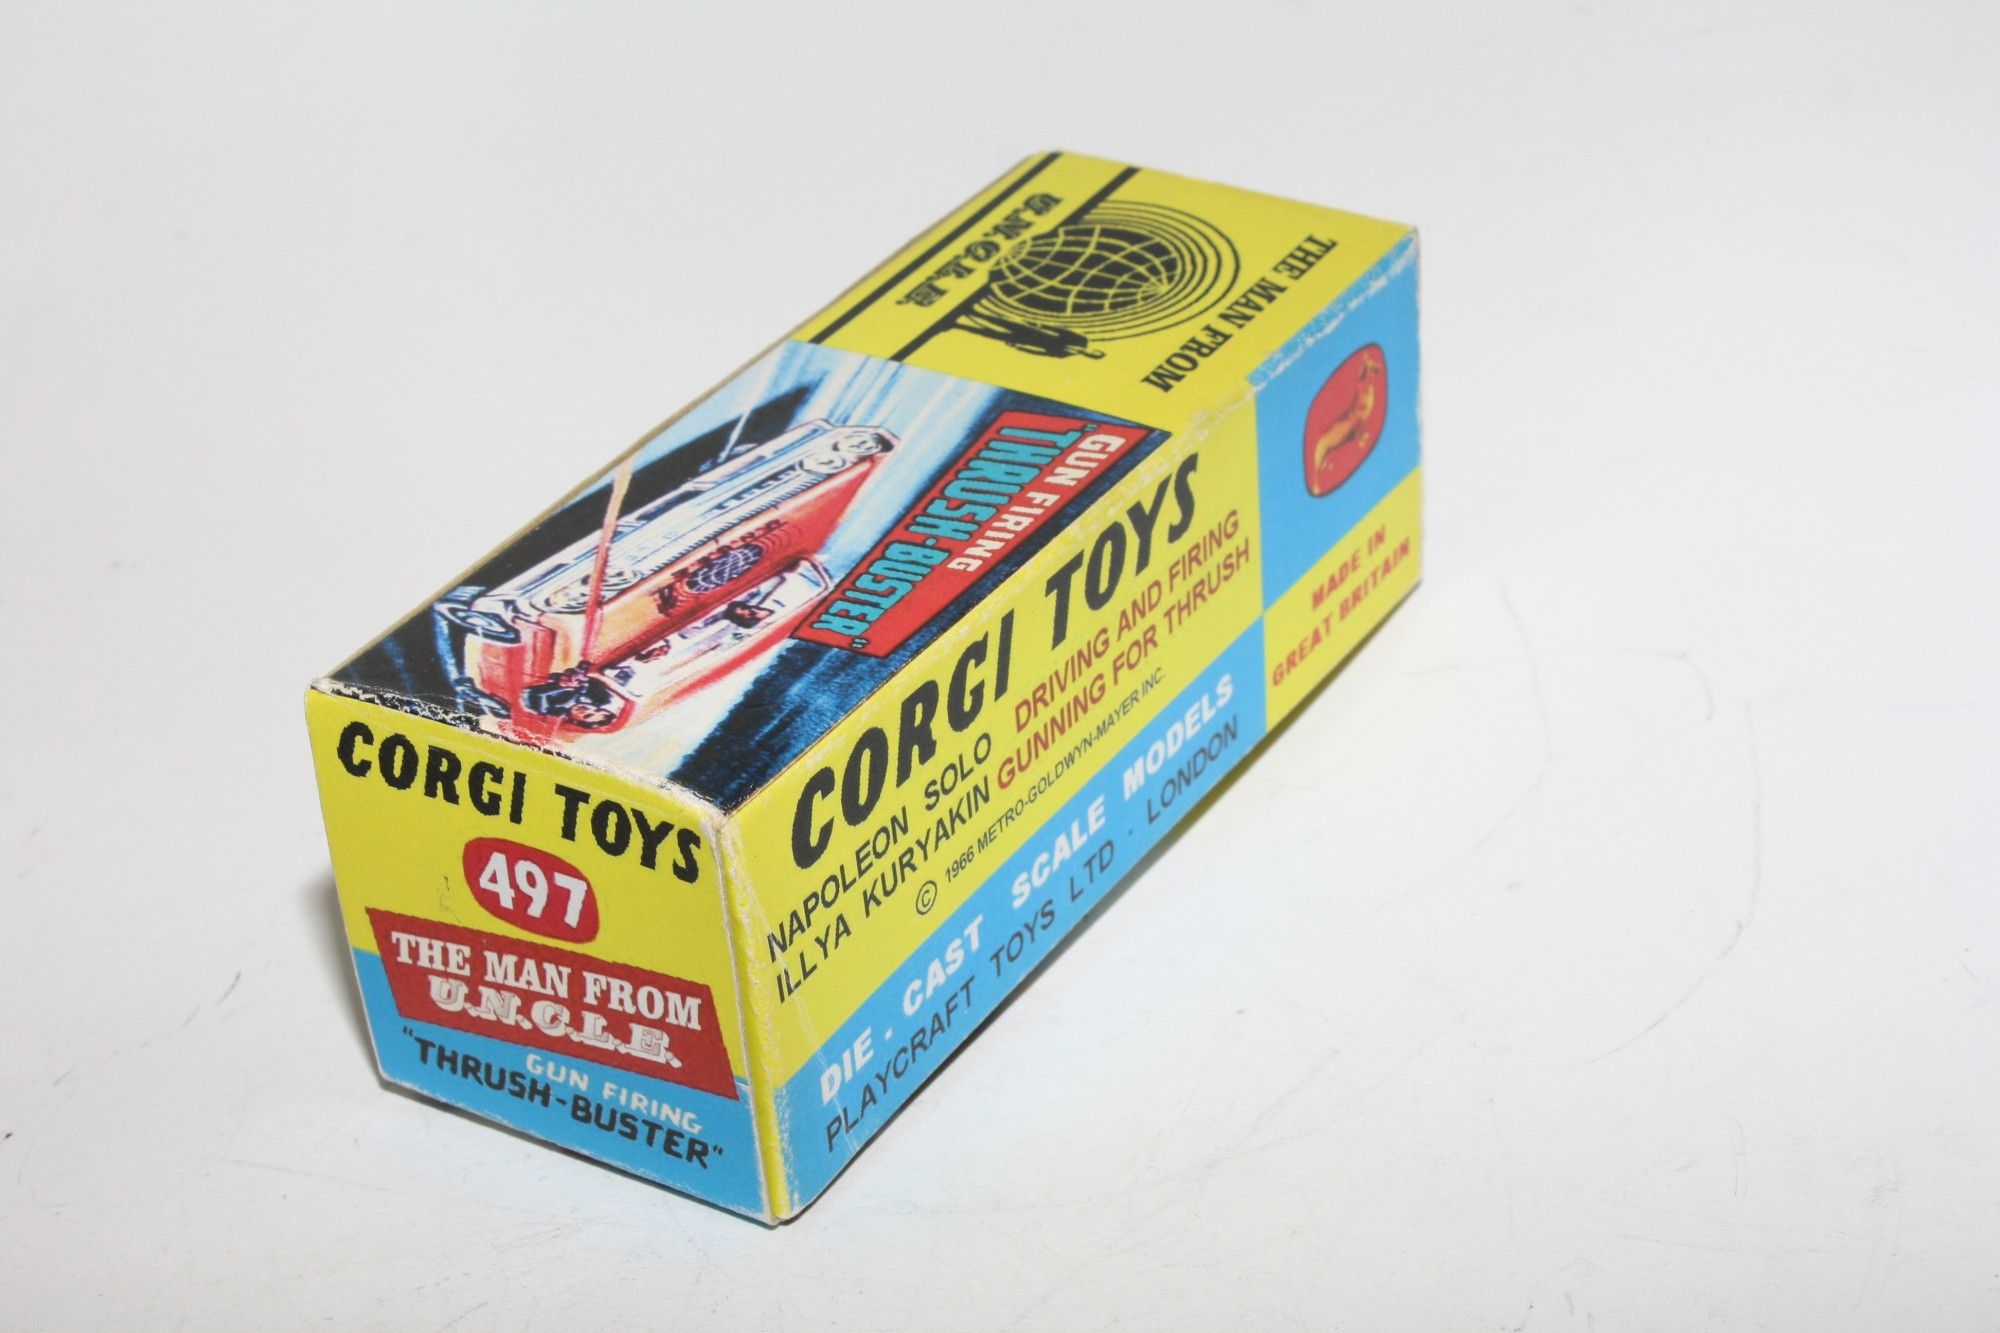 THE MAN FROM
U.N.C.L.E.
GUN FIRING
"THRUSH-BUSTER"
CORGI TOYS
497
THE MAN FROM
U.N.C.L.E.
GUN FIRING
"THRUSH-BUSTER"
CORGI TOYS
NAPOLEON SOLO DRIVING AND FIRING
ILLYA KURYAKIN GUNNING FOR THRUSH
© 1966 METRO-GOLDWYN-MAYER INC.
DIE - CAST SCALE MODELS
PLAYCRAFT TOYS LTD · LONDON
MADE IN
GREAT BRITAIN